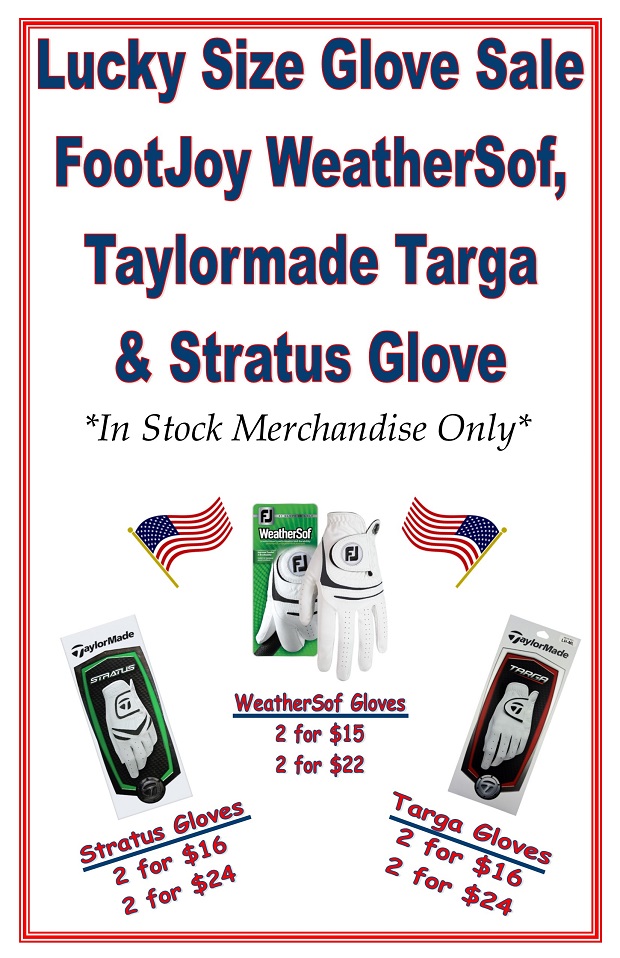 Lucky Size Glove Sale
FootJoy WeatherSof,
Taylormade Targa
& Stratus Glove
*In Stock Merchandise Only*
FJ
WeatherSof
FJ
FJ
TaylorMade
STRATUS
TaylorMade
TARGA
WeatherSof Gloves
2 for $15
2 for $22
Stratus Gloves
2 for $16
2 for $24
Targa Gloves
2 for $16
2 for $24